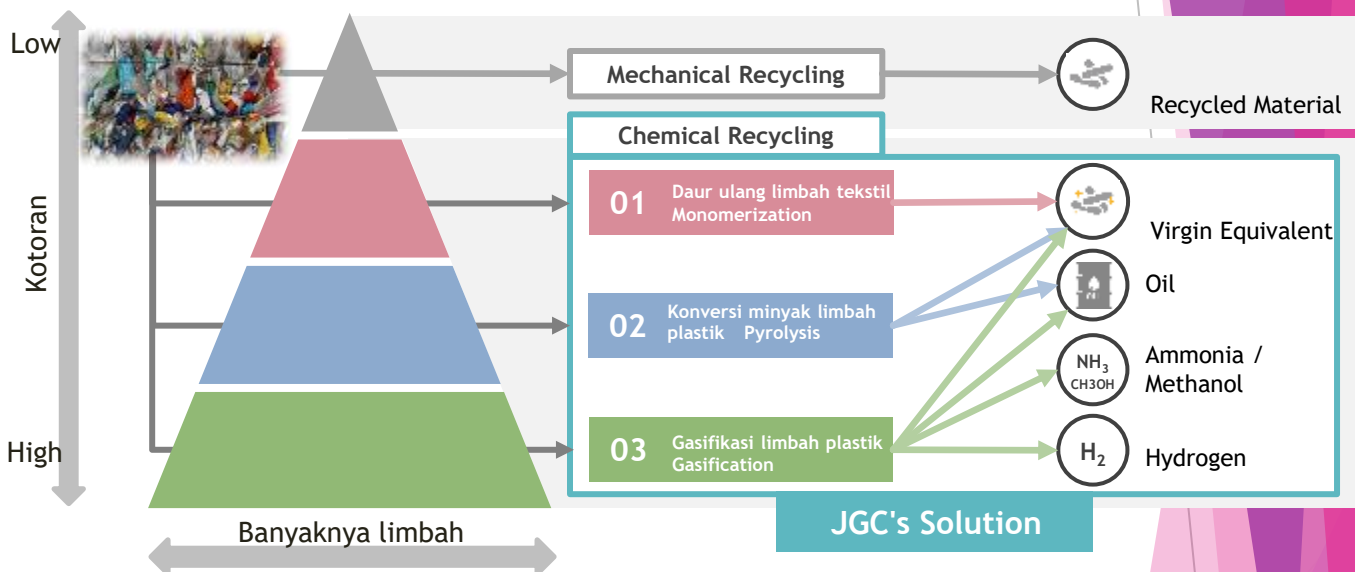 Low
Mechanical Recycling
Recycled Material
Chemical Recycling
Kotoran
01
Daur ulang limbah tekstil
Monomerization
Virgin Equivalent
02
Konversi minyak limbah
plastik Pyrolysis
Oil
NH₃
CH3OH
Ammonia /
Methanol
High
03
Gasifikasi limbah plastik
Gasification
H₂
Hydrogen
Banyaknya limbah
JGC's Solution